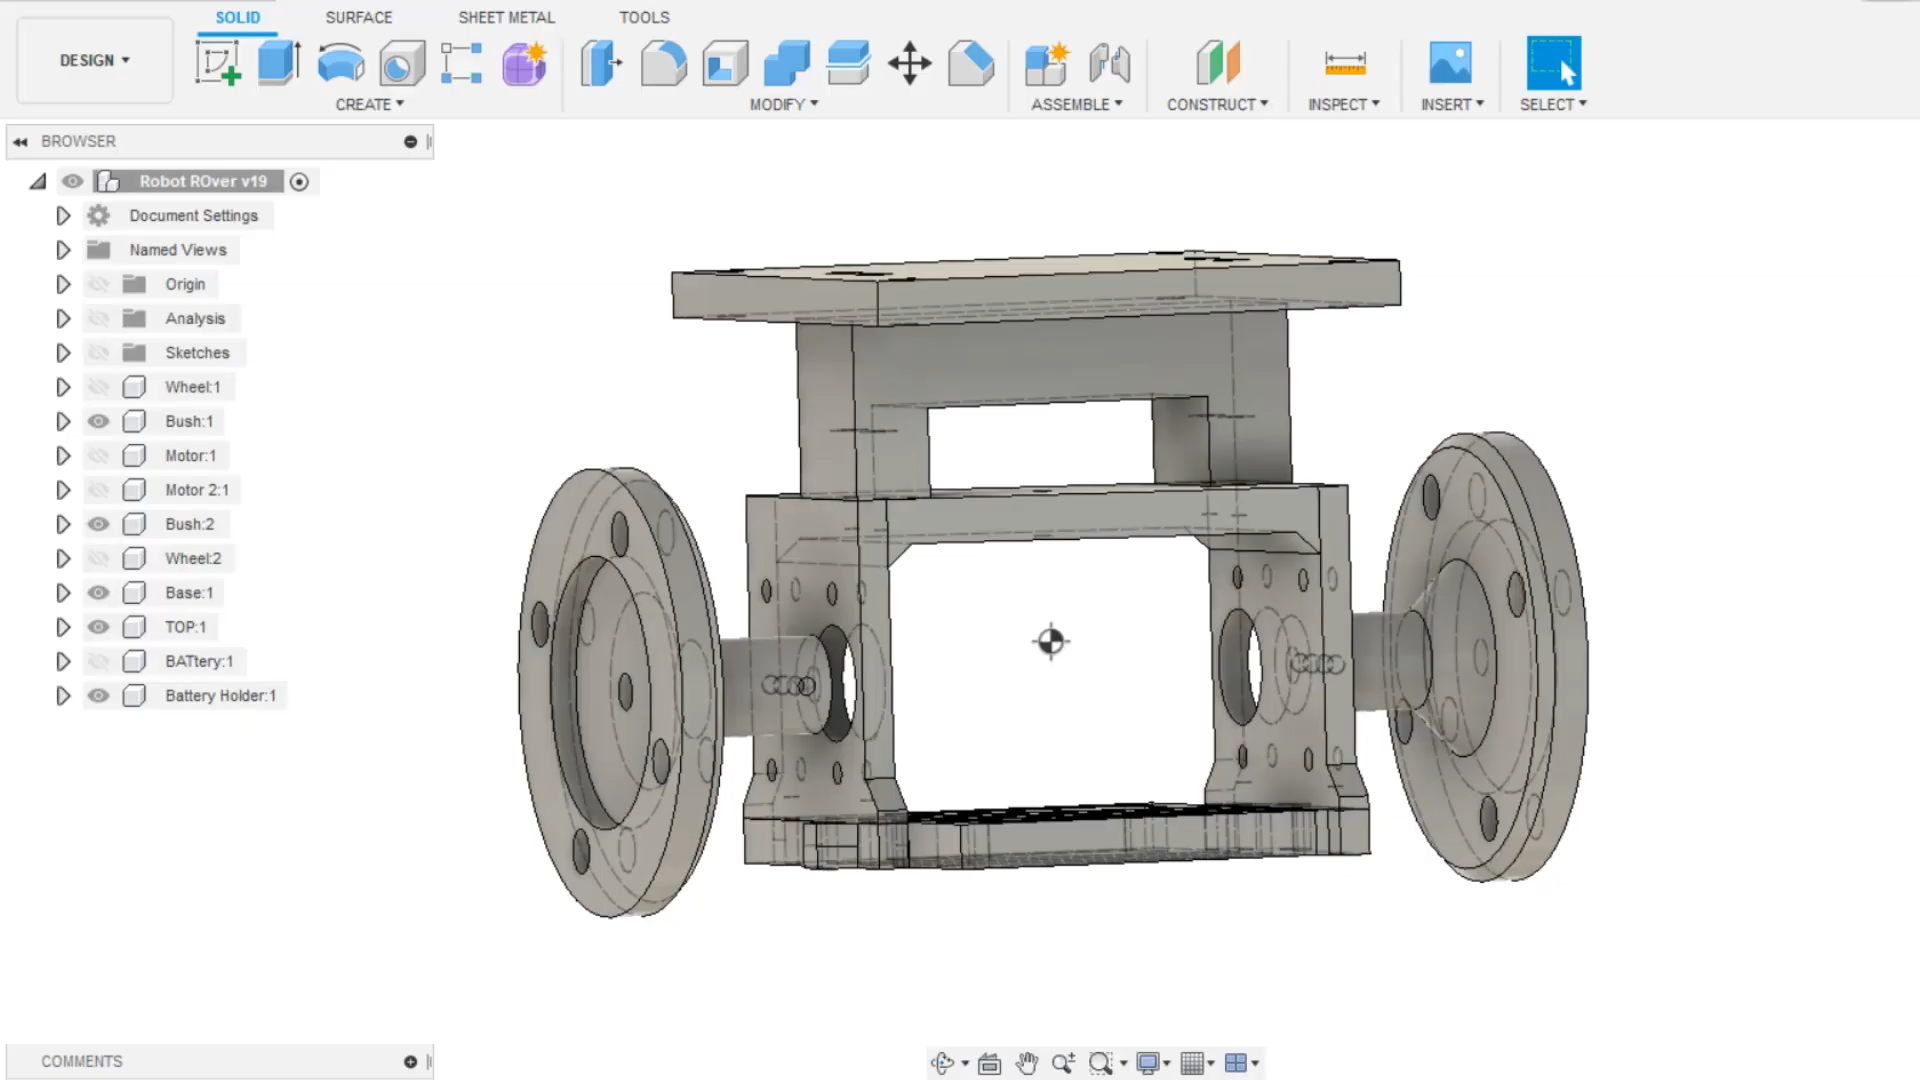 SOLID SURFACE SHEET METAL TOOLS
DESIGN
CREATE MODIFY ASSEMBLE CONSTRUCT INSPECT INSERT SELECT
BROWSER
Robot ROver v19
Document Settings
Named Views
Origin
Analysis
Sketches
Wheel:1
Bush:1
Motor:1
Motor 2:1
Bush:2
Wheel:2
Base:1
TOP:1
BATtery:1
Battery Holder:1
COMMENTS